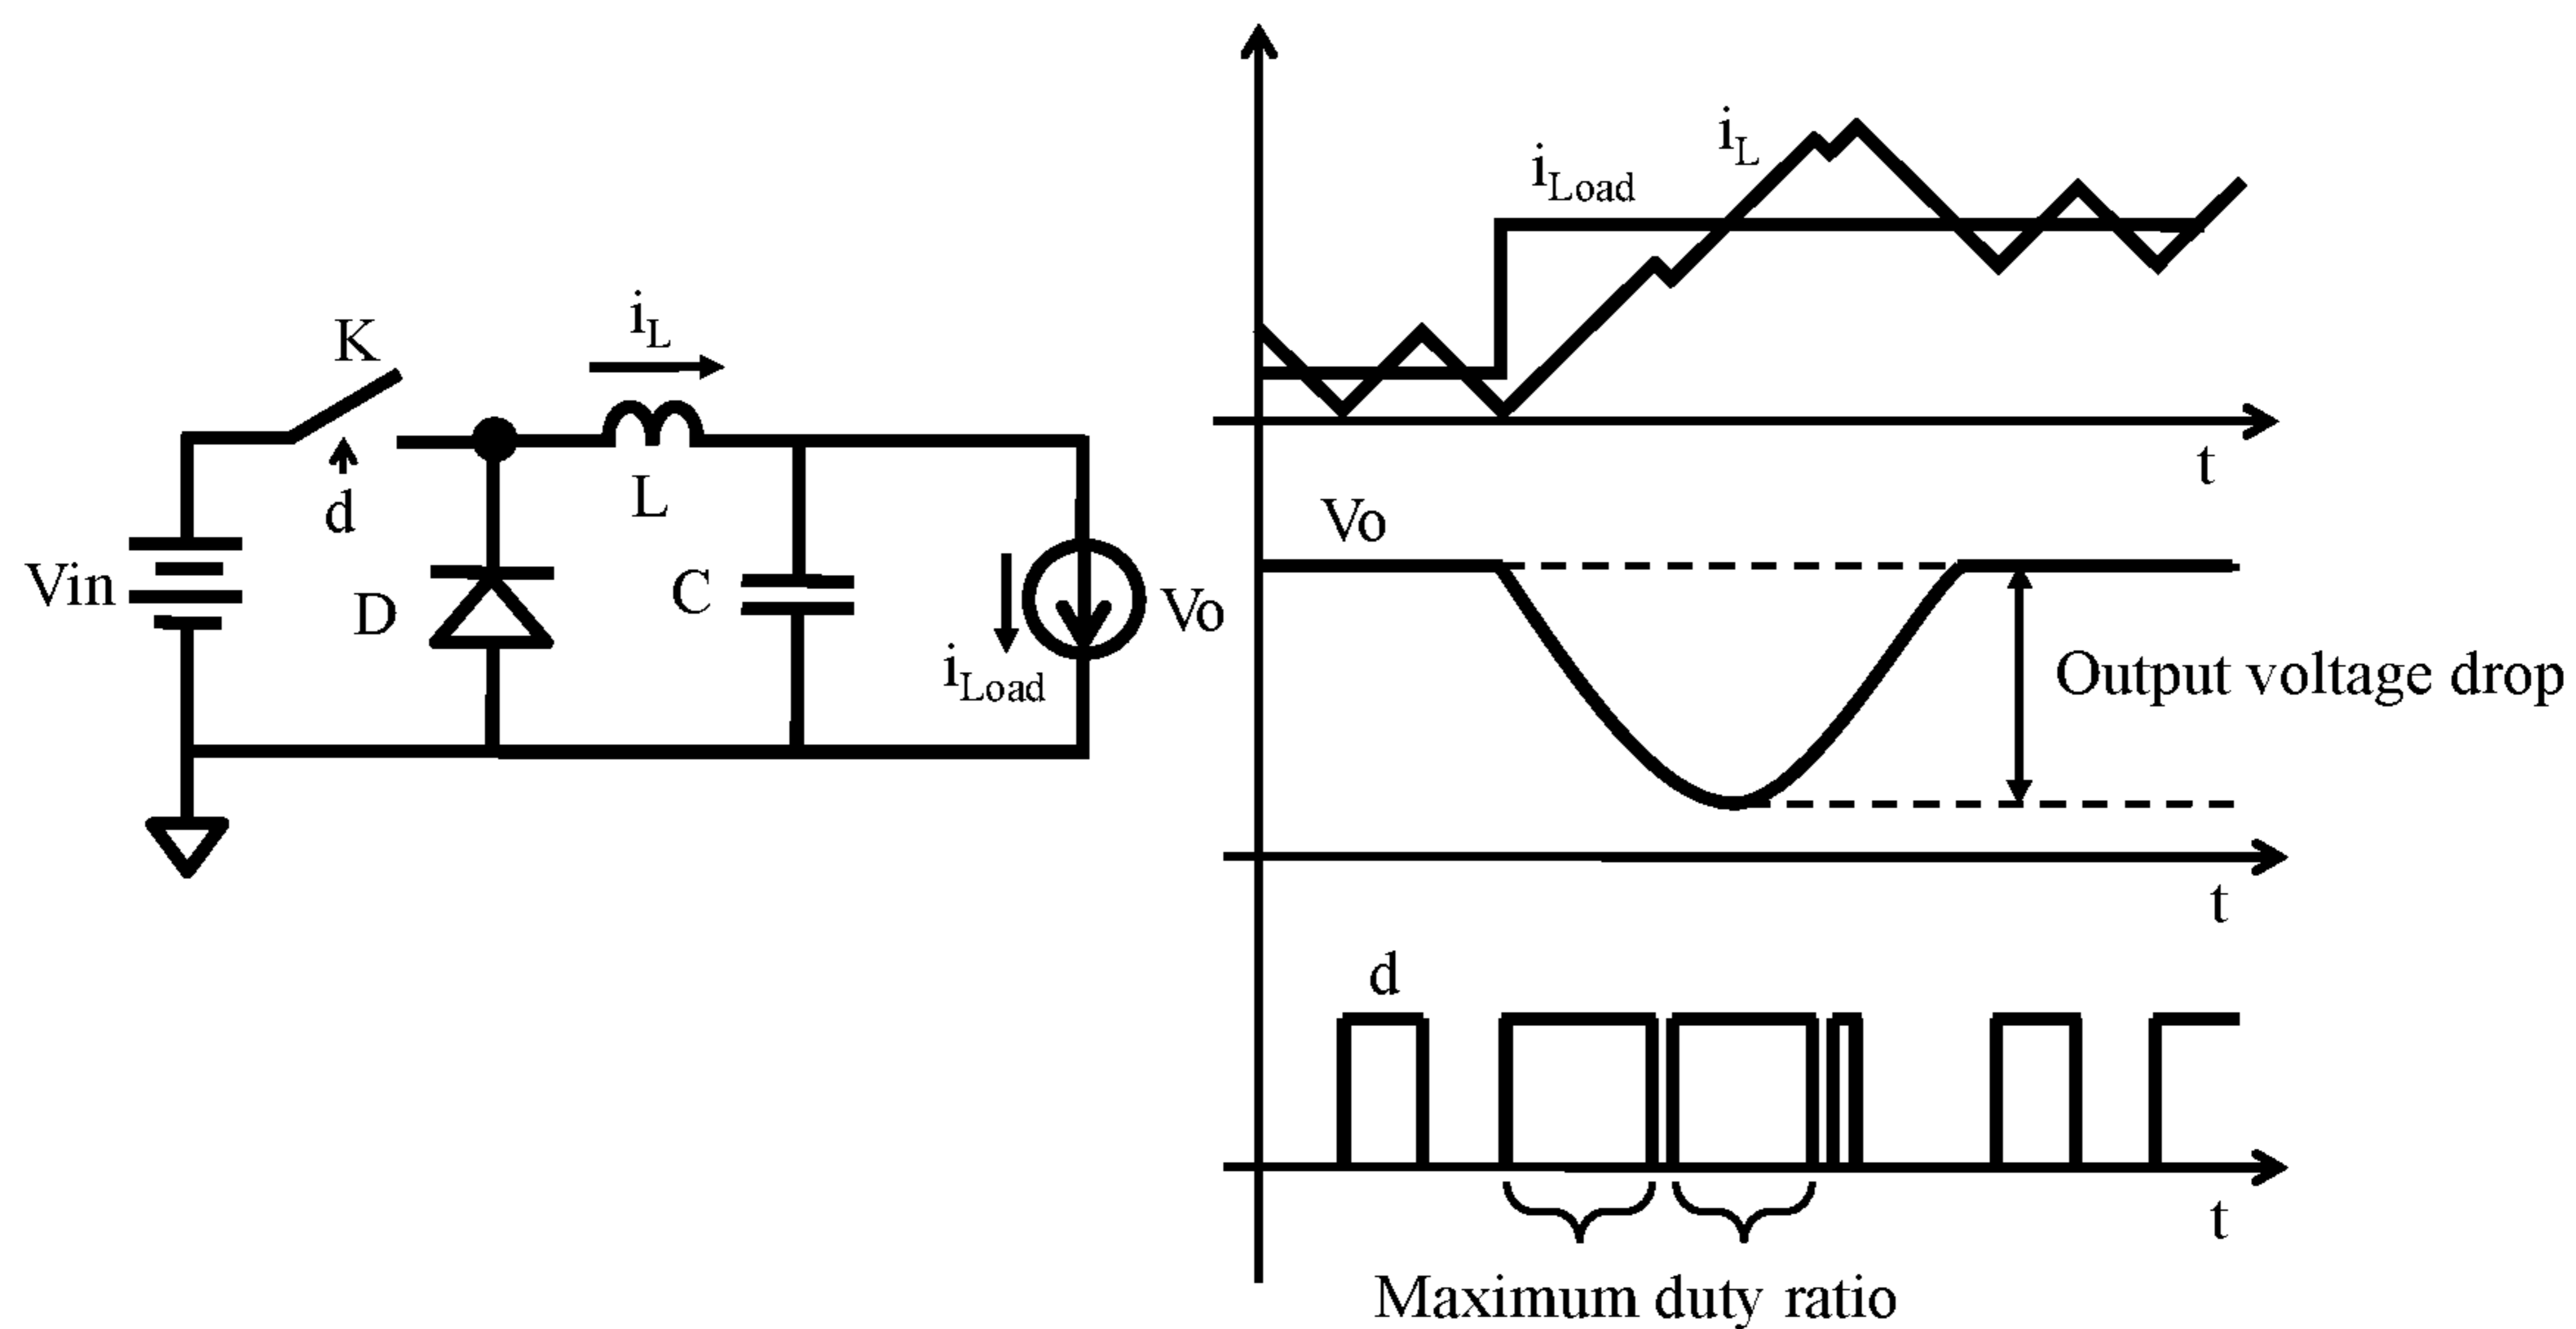 K
d
iL
L
Vin
D
C
iLoad
Vo
iLoad
iL
t
Vo
Output voltage drop
t
d
t
Maximum duty ratio